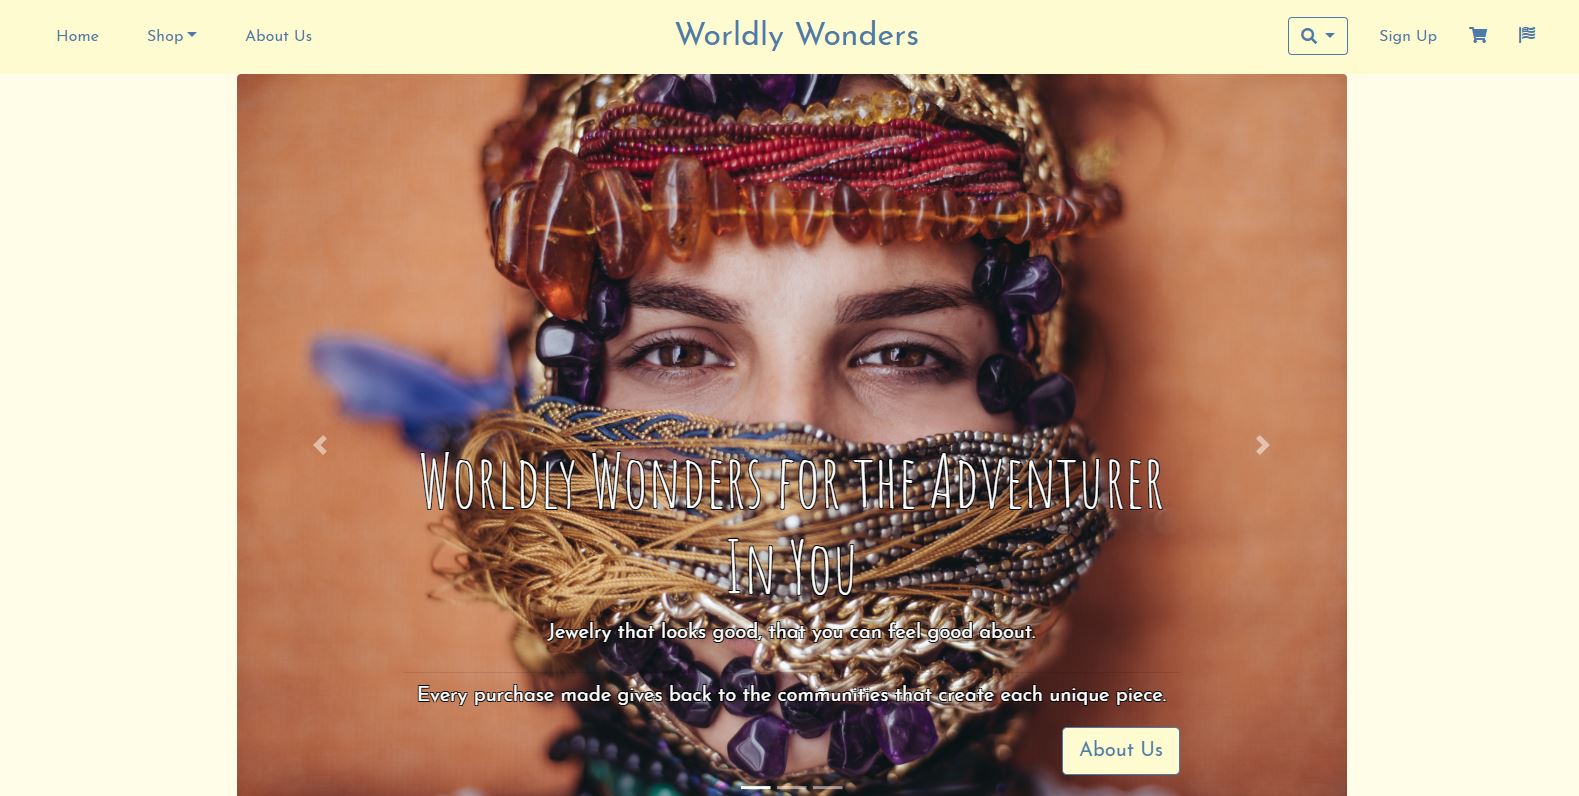 Home
Shop
About Us
Worldly Wonders
Sign Up
Worldly Wonders for the Adventurer
In You
Jewelry that looks good, that you can feel good about.
Every purchase made gives back to the communities that create each unique piece.
About Us